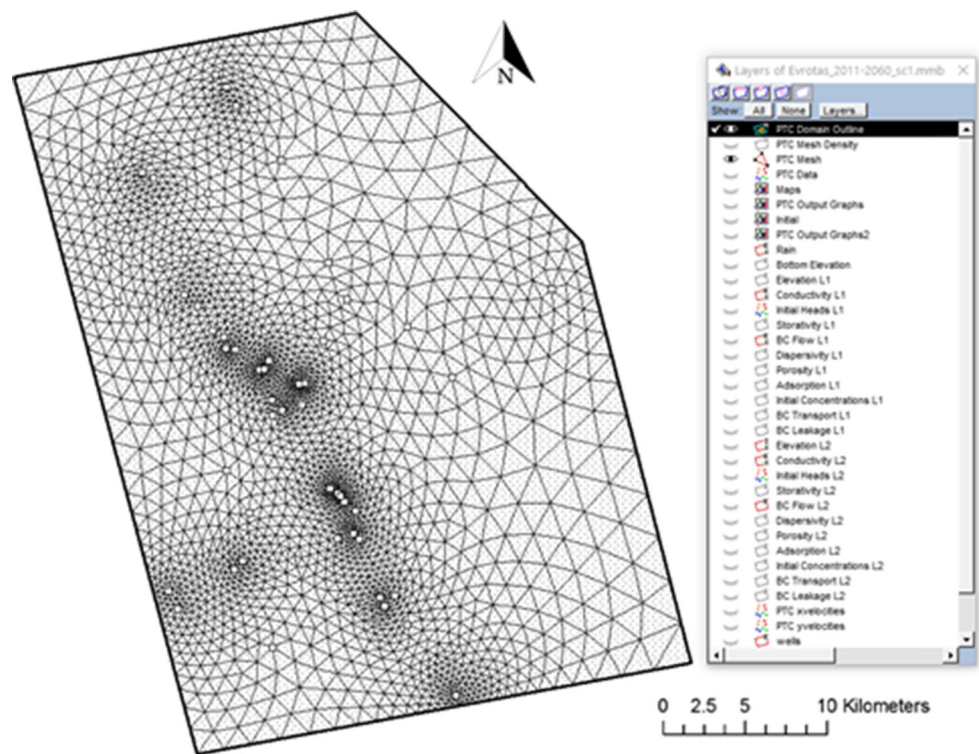 N
Layers of Evrotas_2011-2060_sc1.mmb
Show: All None Layers...
PTC Domain Outline
PTC Mesh Density
PTC Mesh
PTC Data
Maps
PTC Output Graphs
Initial
PTC Output Graphs2
Rain
Bottom Elevation
Elevation L1
Conductivity L1
Initial Heads L1
Storativity L1
BC Flow L1
Dispersivity L1
Porosity L1
Adsorption L1
Initial Concentrations L1
BC Transport L1
BC Leakage L1
Elevation L2
Conductivity L2
Initial Heads L2
Storativity L2
BC Flow L2
Dispersivity L2
Porosity L2
Adsorption L2
Initial Concentrations L2
BC Transport L2
BC Leakage L2
PTC xvelocities
PTC yvelocities
wells
0 2.5 5 10 Kilometers